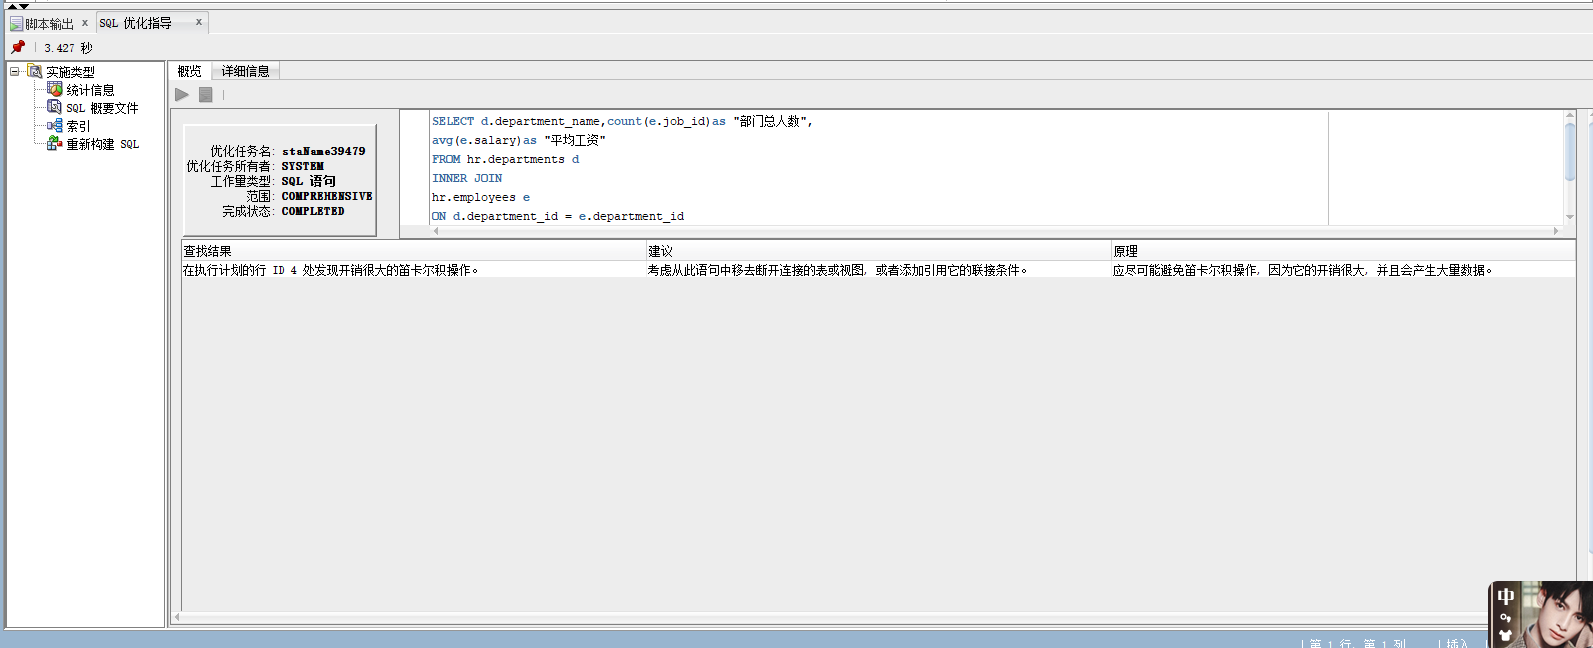 脚本输出 x SQL 优化指导 x
3.427 秒
实施类型
统计信息
SQL 概要文件
索引
重新构建 SQL
概览 详细信息
优化任务名: staName39479
优化任务所有者: SYSTEM
工作量类型: SQL 语句
范围: COMPREHENSIVE
完成状态: COMPLETED
SELECT d.department_name,count(e.job_id)as "部门总人数",
avg(e.salary)as "平均工资"
FROM hr.departments d
INNER JOIN
hr.employees e
ON d.department_id = e.department_id
查找结果 建议 原理
在执行计划的行 ID 4 处发现开销很大的笛卡尔积操作。 考虑从此语句中移去断开连接的表或视图, 或者添加引用它的联接条件。 应尽可能避免笛卡尔积操作, 因为它的开销很大, 并且会产生大量数据。
中
第 1 行, 第 1 列 插入